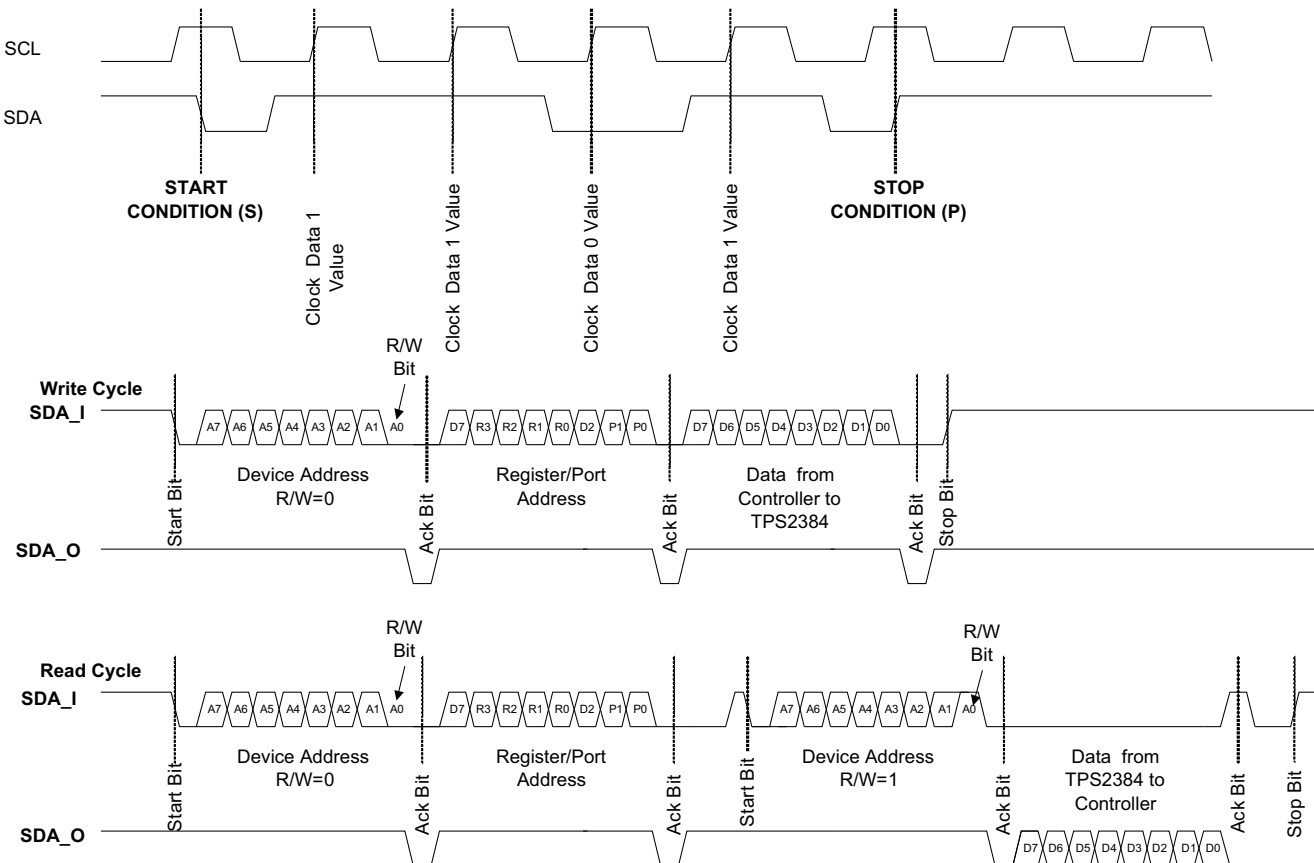 SCL
SDA
START
CONDITION (S)
Clock Data 1
Value
Clock Data 1 Value
Clock Data 0 Value
Clock Data 1 Value
STOP
CONDITION (P)
Write Cycle
SDA_I
R/W
Bit
A7 A6 A5 A4 A3 A2 A1 A0
D7 R3 R2 R1 R0 D2 P1 P0
D7 D6 D5 D4 D3 D2 D1 D0
Start Bit
Device Address
R/W=0
Ack Bit
Register/Port
Address
Ack Bit
Data from
Controller to
TPS2384
Ack Bit
Stop Bit
SDA_O
Read Cycle
SDA_I
R/W
Bit
R/W
Bit
A7 A6 A5 A4 A3 A2 A1 A0
D7 R3 R2 R1 R0 D2 P1 P0
A7 A6 A5 A4 A3 A2 A1 A0
Start Bit
Device Address
R/W=0
Ack Bit
Register/Port
Address
Ack Bit
Start Bit
Device Address
R/W=1
Ack Bit
Data from
TPS2384 to
Controller
Ack Bit
Stop Bit
SDA_O
D7 D6 D5 D4 D3 D2 D1 D0